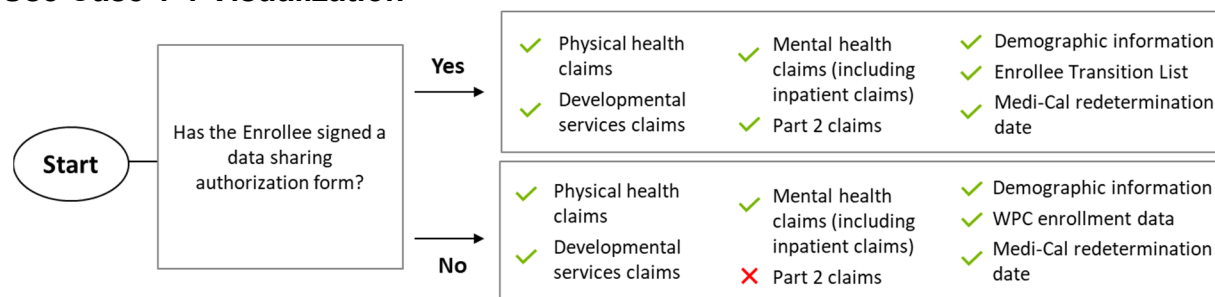 Case Visualization
Start
Has the Enrollee signed a
data sharing
authorization form?
Yes
Physical health
claims
Developmental
services claims
Mental health
claims (including
inpatient claims)
Part 2 claims
Demographic information
Enrollee Transition List
Medi-Cal redetermination
date
No
Physical health
claims
Developmental
services claims
Mental health
claims (including
inpatient claims)
Part 2 claims
Demographic information
WPC enrollment data
Medi-Cal redetermination
date